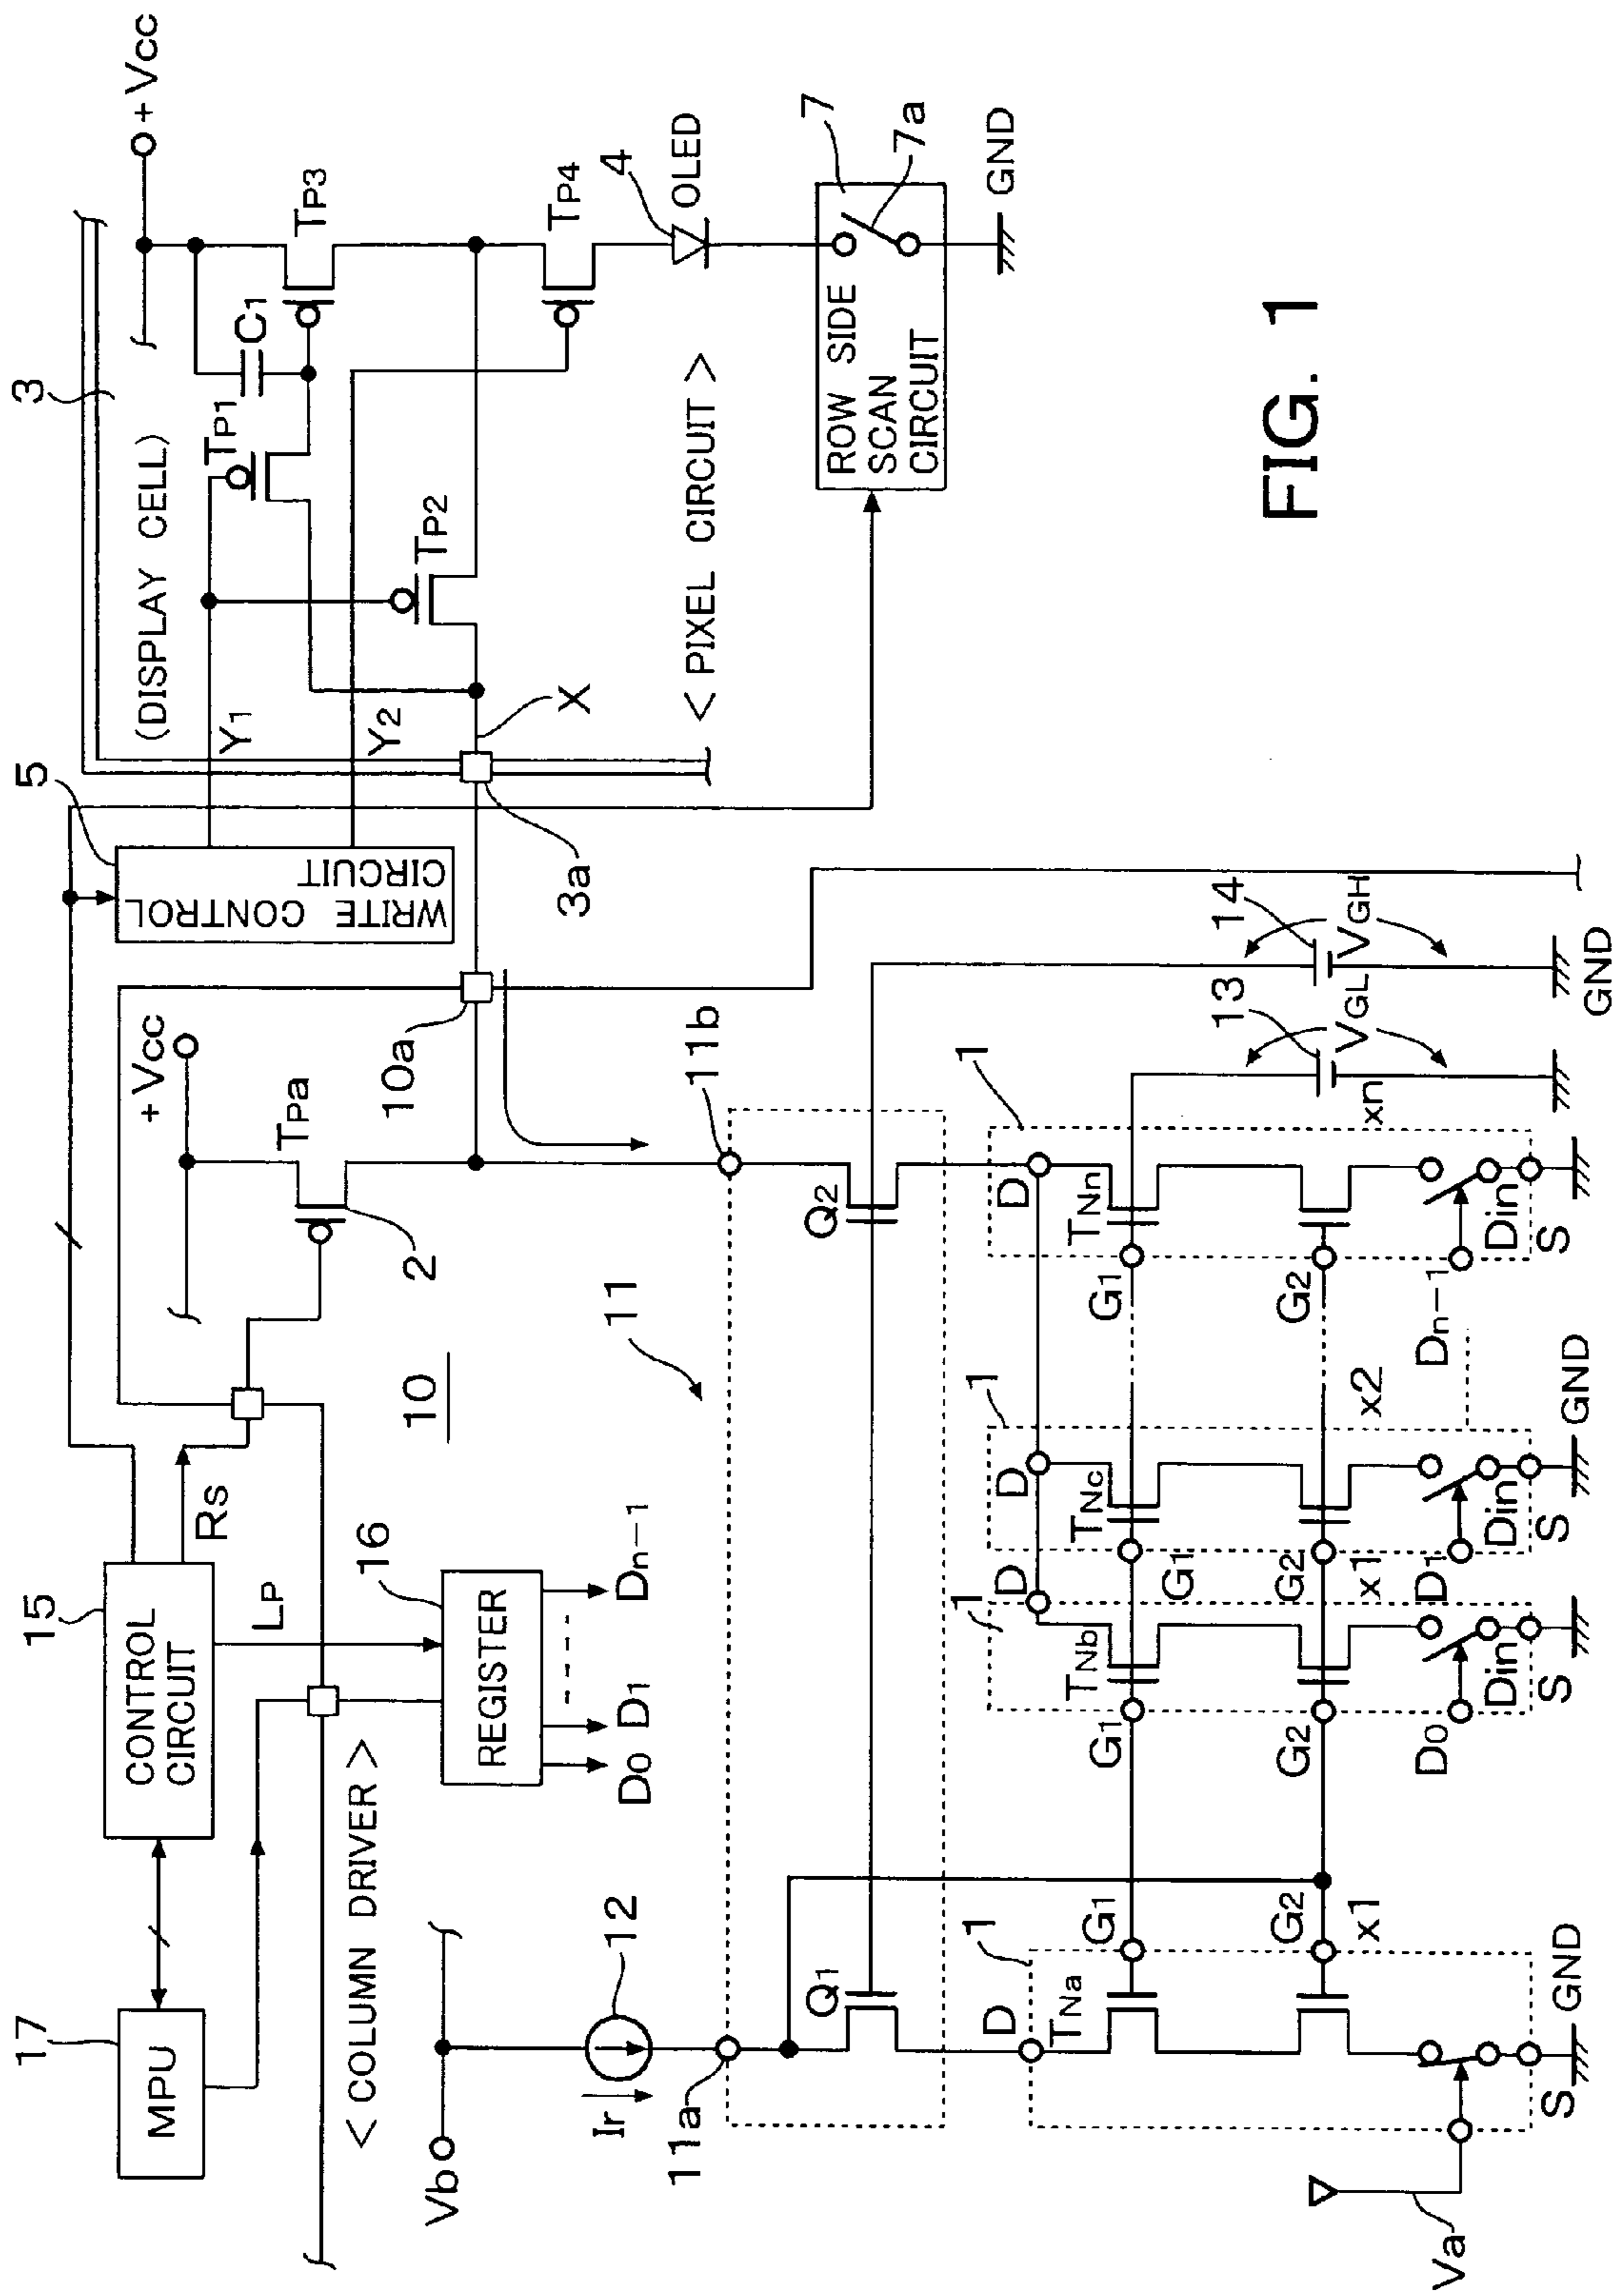 17
MPU
15
CONTROL
CIRCUIT
LP
RS
5
WRITE CONTROL
CIRCUIT
Y1
Y2
3
(DISPLAY CELL)
+Vcc
TP1
C1
TP3
TP2
TP4
4
OLED
X
3a
< PIXEL CIRCUIT >
7
7a
ROW SIDE
SCAN
CIRCUIT
GND
< COLUMN DRIVER >
16
REGISTER
D0
D1
Dn-1
10
+Vcc
TPa
2
10a
Vb
Ir
12
11
11a
11b
Q1
Q2
1
D
TNa
G1
G2
x1
S
GND
Va
1
D
TNb
G1
G2
x1
D0
Din
S
1
D
TNc
G1
G2
x2
D1
Din
S
GND
1
D
TNn
G1
G2
xn
Dn-1
Din
S
13
VGL
14
VGH
GND
FIG. 1